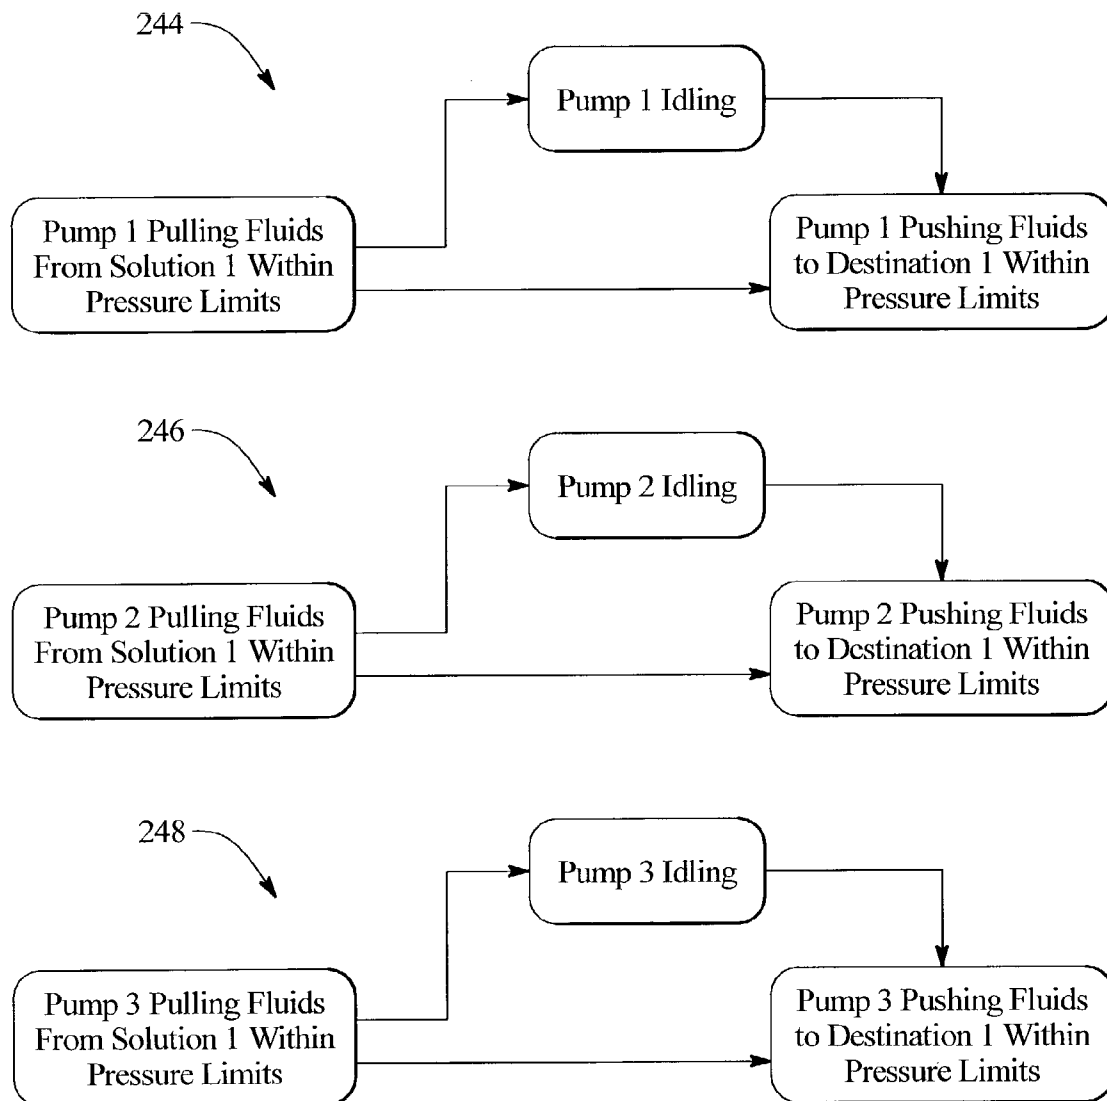 244
Pump 1 Idling
Pump 1 Pulling Fluids
From Solution 1 Within
Pressure Limits
Pump 1 Pushing Fluids
to Destination 1 Within
Pressure Limits
246
Pump 2 Idling
Pump 2 Pulling Fluids
From Solution 1 Within
Pressure Limits
Pump 2 Pushing Fluids
to Destination 1 Within
Pressure Limits
248
Pump 3 Idling
Pump 3 Pulling Fluids
From Solution 1 Within
Pressure Limits
Pump 3 Pushing Fluids
to Destination 1 Within
Pressure Limits